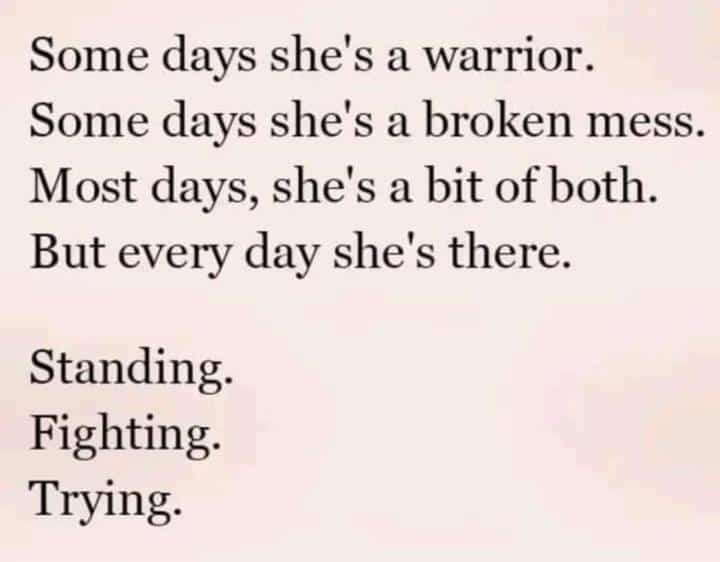 Some days she's a warrior.
Some days she's a broken mess.
Most days, she's a bit of both.
But every day she's there.
Standing.
Fighting.
Trying.